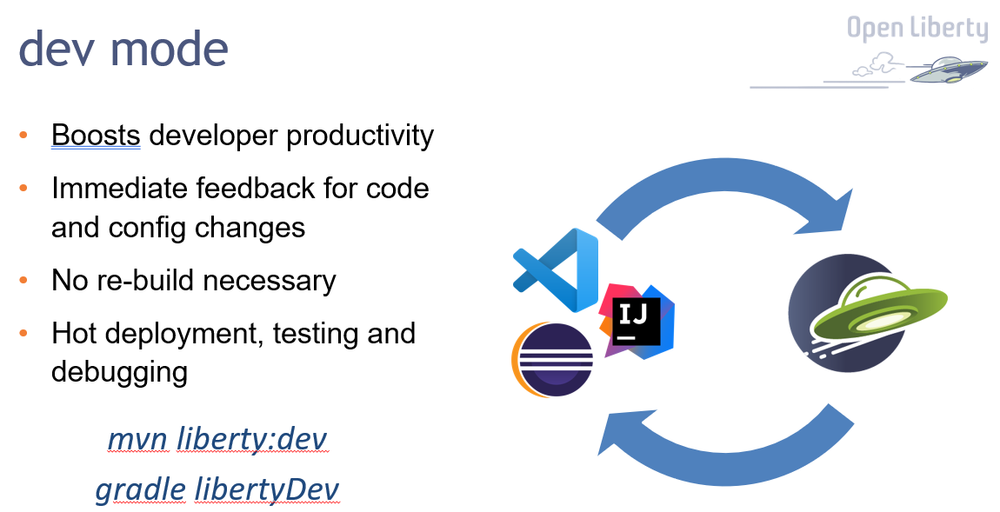 dev mode
Open Liberty
• Boosts developer productivity
• Immediate feedback for code
and config changes
• No re-build necessary
• Hot deployment, testing and
debugging
mvn liberty:dev
gradle libertyDev
IJ